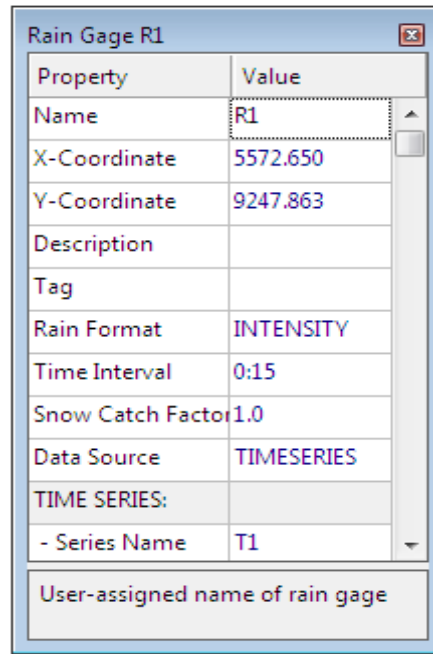 Rain Gage R1
Property Value
Name R1
X-Coordinate 5572.650
Y-Coordinate 9247.863
Description
Tag
Rain Format INTENSITY
Time Interval 0:15
Snow Catch Factor 1.0
Data Source TIMESERIES
TIME SERIES:
- Series Name T1
User-assigned name of rain gage